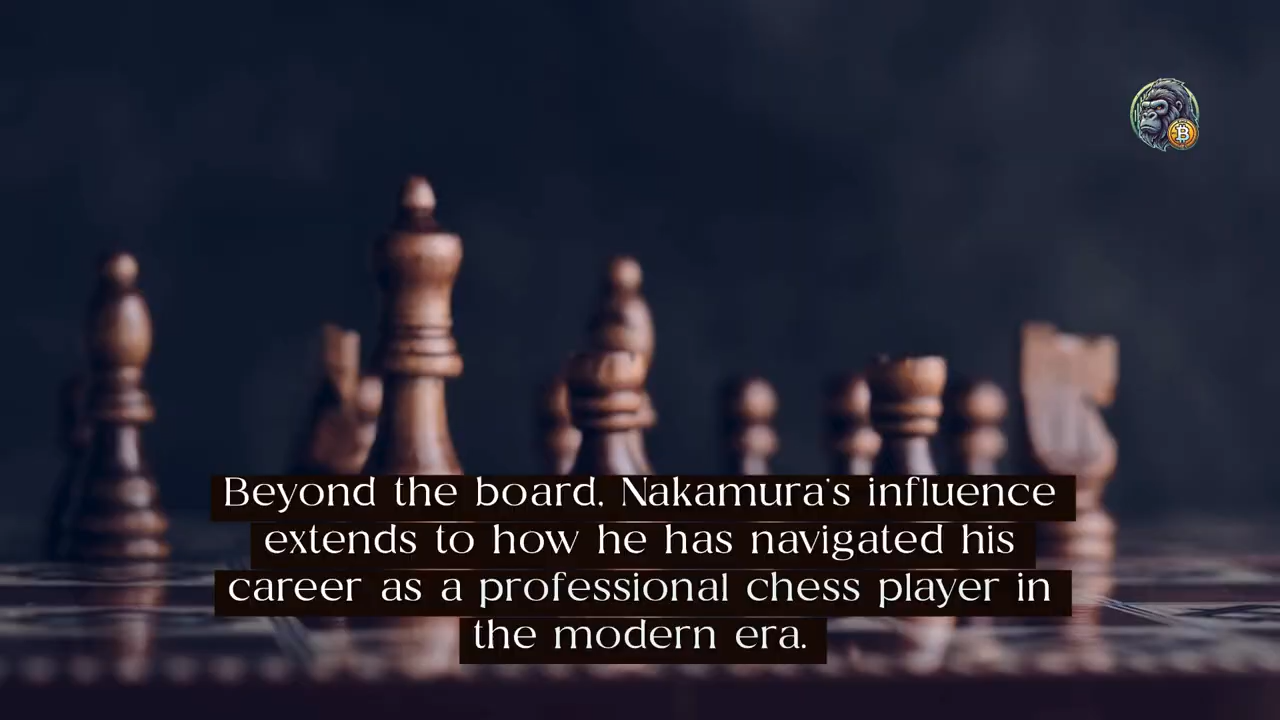 Beyond the board, Nakamura's influence
extends to how he has navigated his
career as a professional chess player in
the modern era.